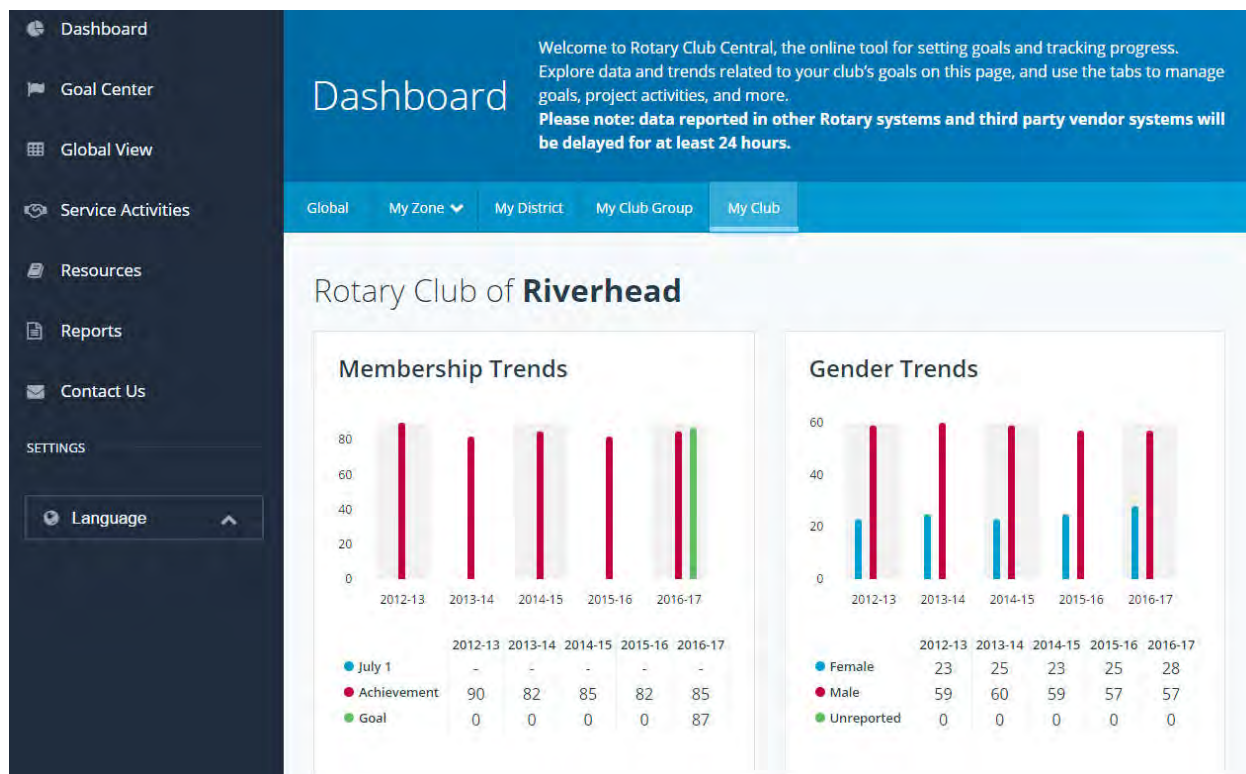 Dashboard
Goal Center
Global View
Service Activities
Resources
Reports
Contact Us
SETTINGS
Language
Dashboard
Welcome to Rotary Club Central, the online tool for setting goals and tracking progress.
Explore data and trends related to your club's goals on this page, and use the tabs to manage
goals, project activities, and more.
Please note: data reported in other Rotary systems and third party vendor systems will
be delayed for at least 24 hours.
Global My Zone My District My Club Group My Club
Rotary Club of Riverhead
Membership Trends
80
60
40
20
0
2012-13 2013-14 2014-15 2015-16 2016-17
2012-13 2013-14 2014-15 2015-16 2016-17
July 1 - - - - -
Achievement 90 82 85 82 85
Goal 0 0 0 0 87
Gender Trends
60
40
20
0
2012-13 2013-14 2014-15 2015-16 2016-17
2012-13 2013-14 2014-15 2015-16 2016-17
Female 23 25 23 25 28
Male 59 60 59 57 57
Unreported 0 0 0 0 0